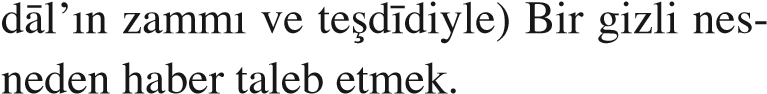 dāl’ın zammı ve teşdīdiyle) Bir gizli nes-
neden haber taleb etmek.